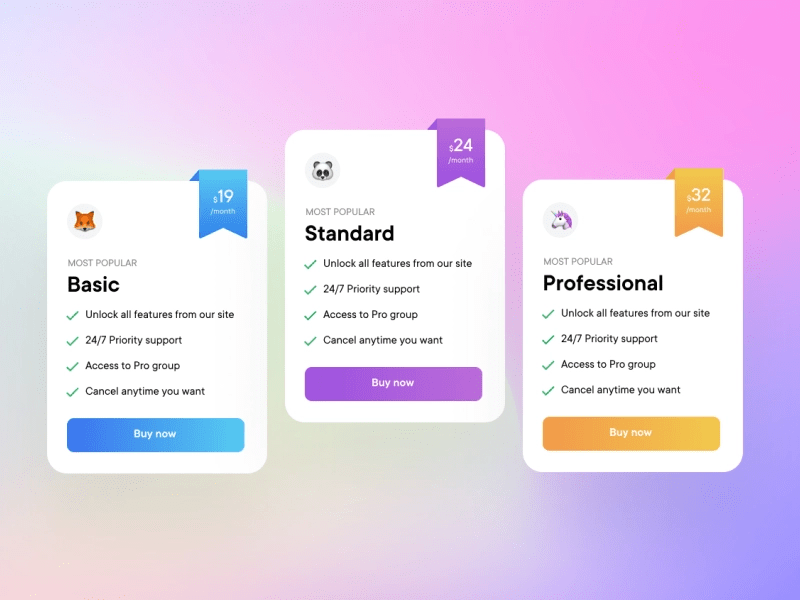 $19
/month
MOST POPULAR
Basic
Unlock all features from our site
24/7 Priority support
Access to Pro group
Cancel anytime you want
Buy now
$24
/month
MOST POPULAR
Standard
Unlock all features from our site
24/7 Priority support
Access to Pro group
Cancel anytime you want
Buy now
$32
/month
MOST POPULAR
Professional
Unlock all features from our site
24/7 Priority support
Access to Pro group
Cancel anytime you want
Buy now